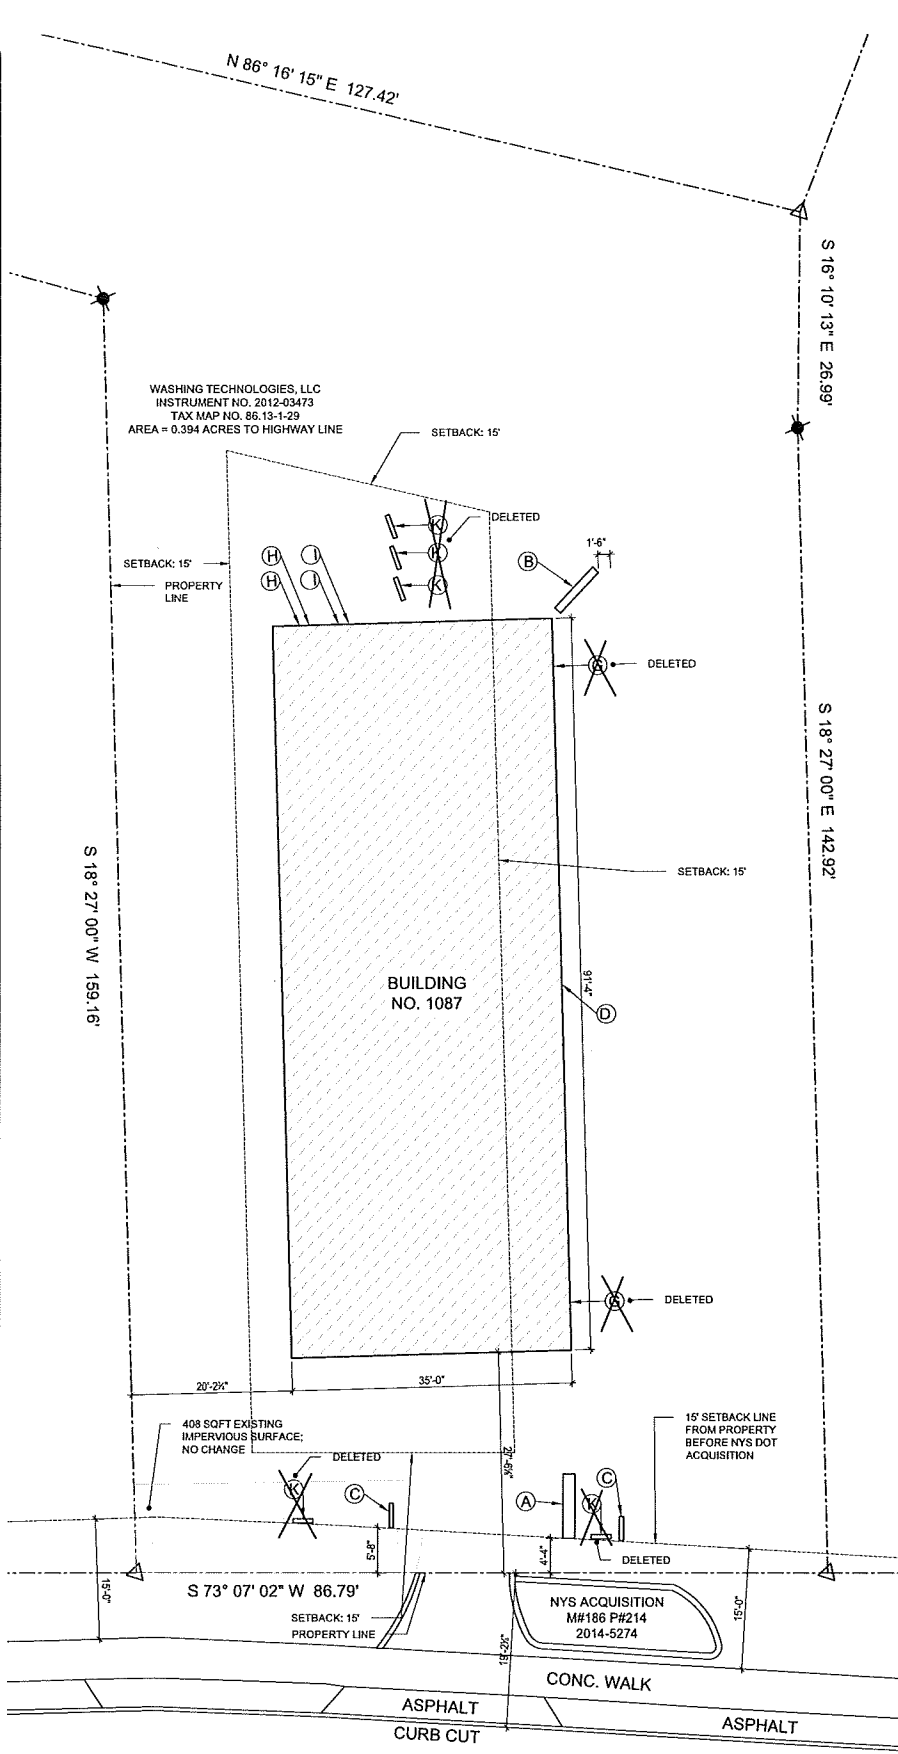 N 86° 16' 15" E 127.42'
S 16° 10' 13" E 26.99'
WASHING TECHNOLOGIES, LLC
INSTRUMENT NO. 2012-03473
TAX MAP NO. 86.13-1-29
AREA = 0.394 ACRES TO HIGHWAY LINE
SETBACK: 15'
K
DELETED
K
K
SETBACK: 15'
PROPERTY
LINE
H
I
H
I
B
1'-6"
G
DELETED
S 18° 27' 00" E 142.92'
SETBACK: 15'
S 18° 27' 00" W 159.16'
BUILDING
NO. 1087
91'-4"
D
G
DELETED
20'-2¾"
35'-0"
408 SQFT EXISTING
IMPERVIOUS SURFACE;
NO CHANGE
15' SETBACK LINE
FROM PROPERTY
BEFORE NYS DOT
ACQUISITION
DELETED
K
C
A
K
C
DELETED
5'-8"
4'-4"
15'-0"
15'-0"
S 73° 07' 02" W 86.79'
SETBACK: 15'
PROPERTY LINE
NYS ACQUISITION
M#186 P#214
2014-5274
CONC. WALK
ASPHALT
ASPHALT
CURB CUT